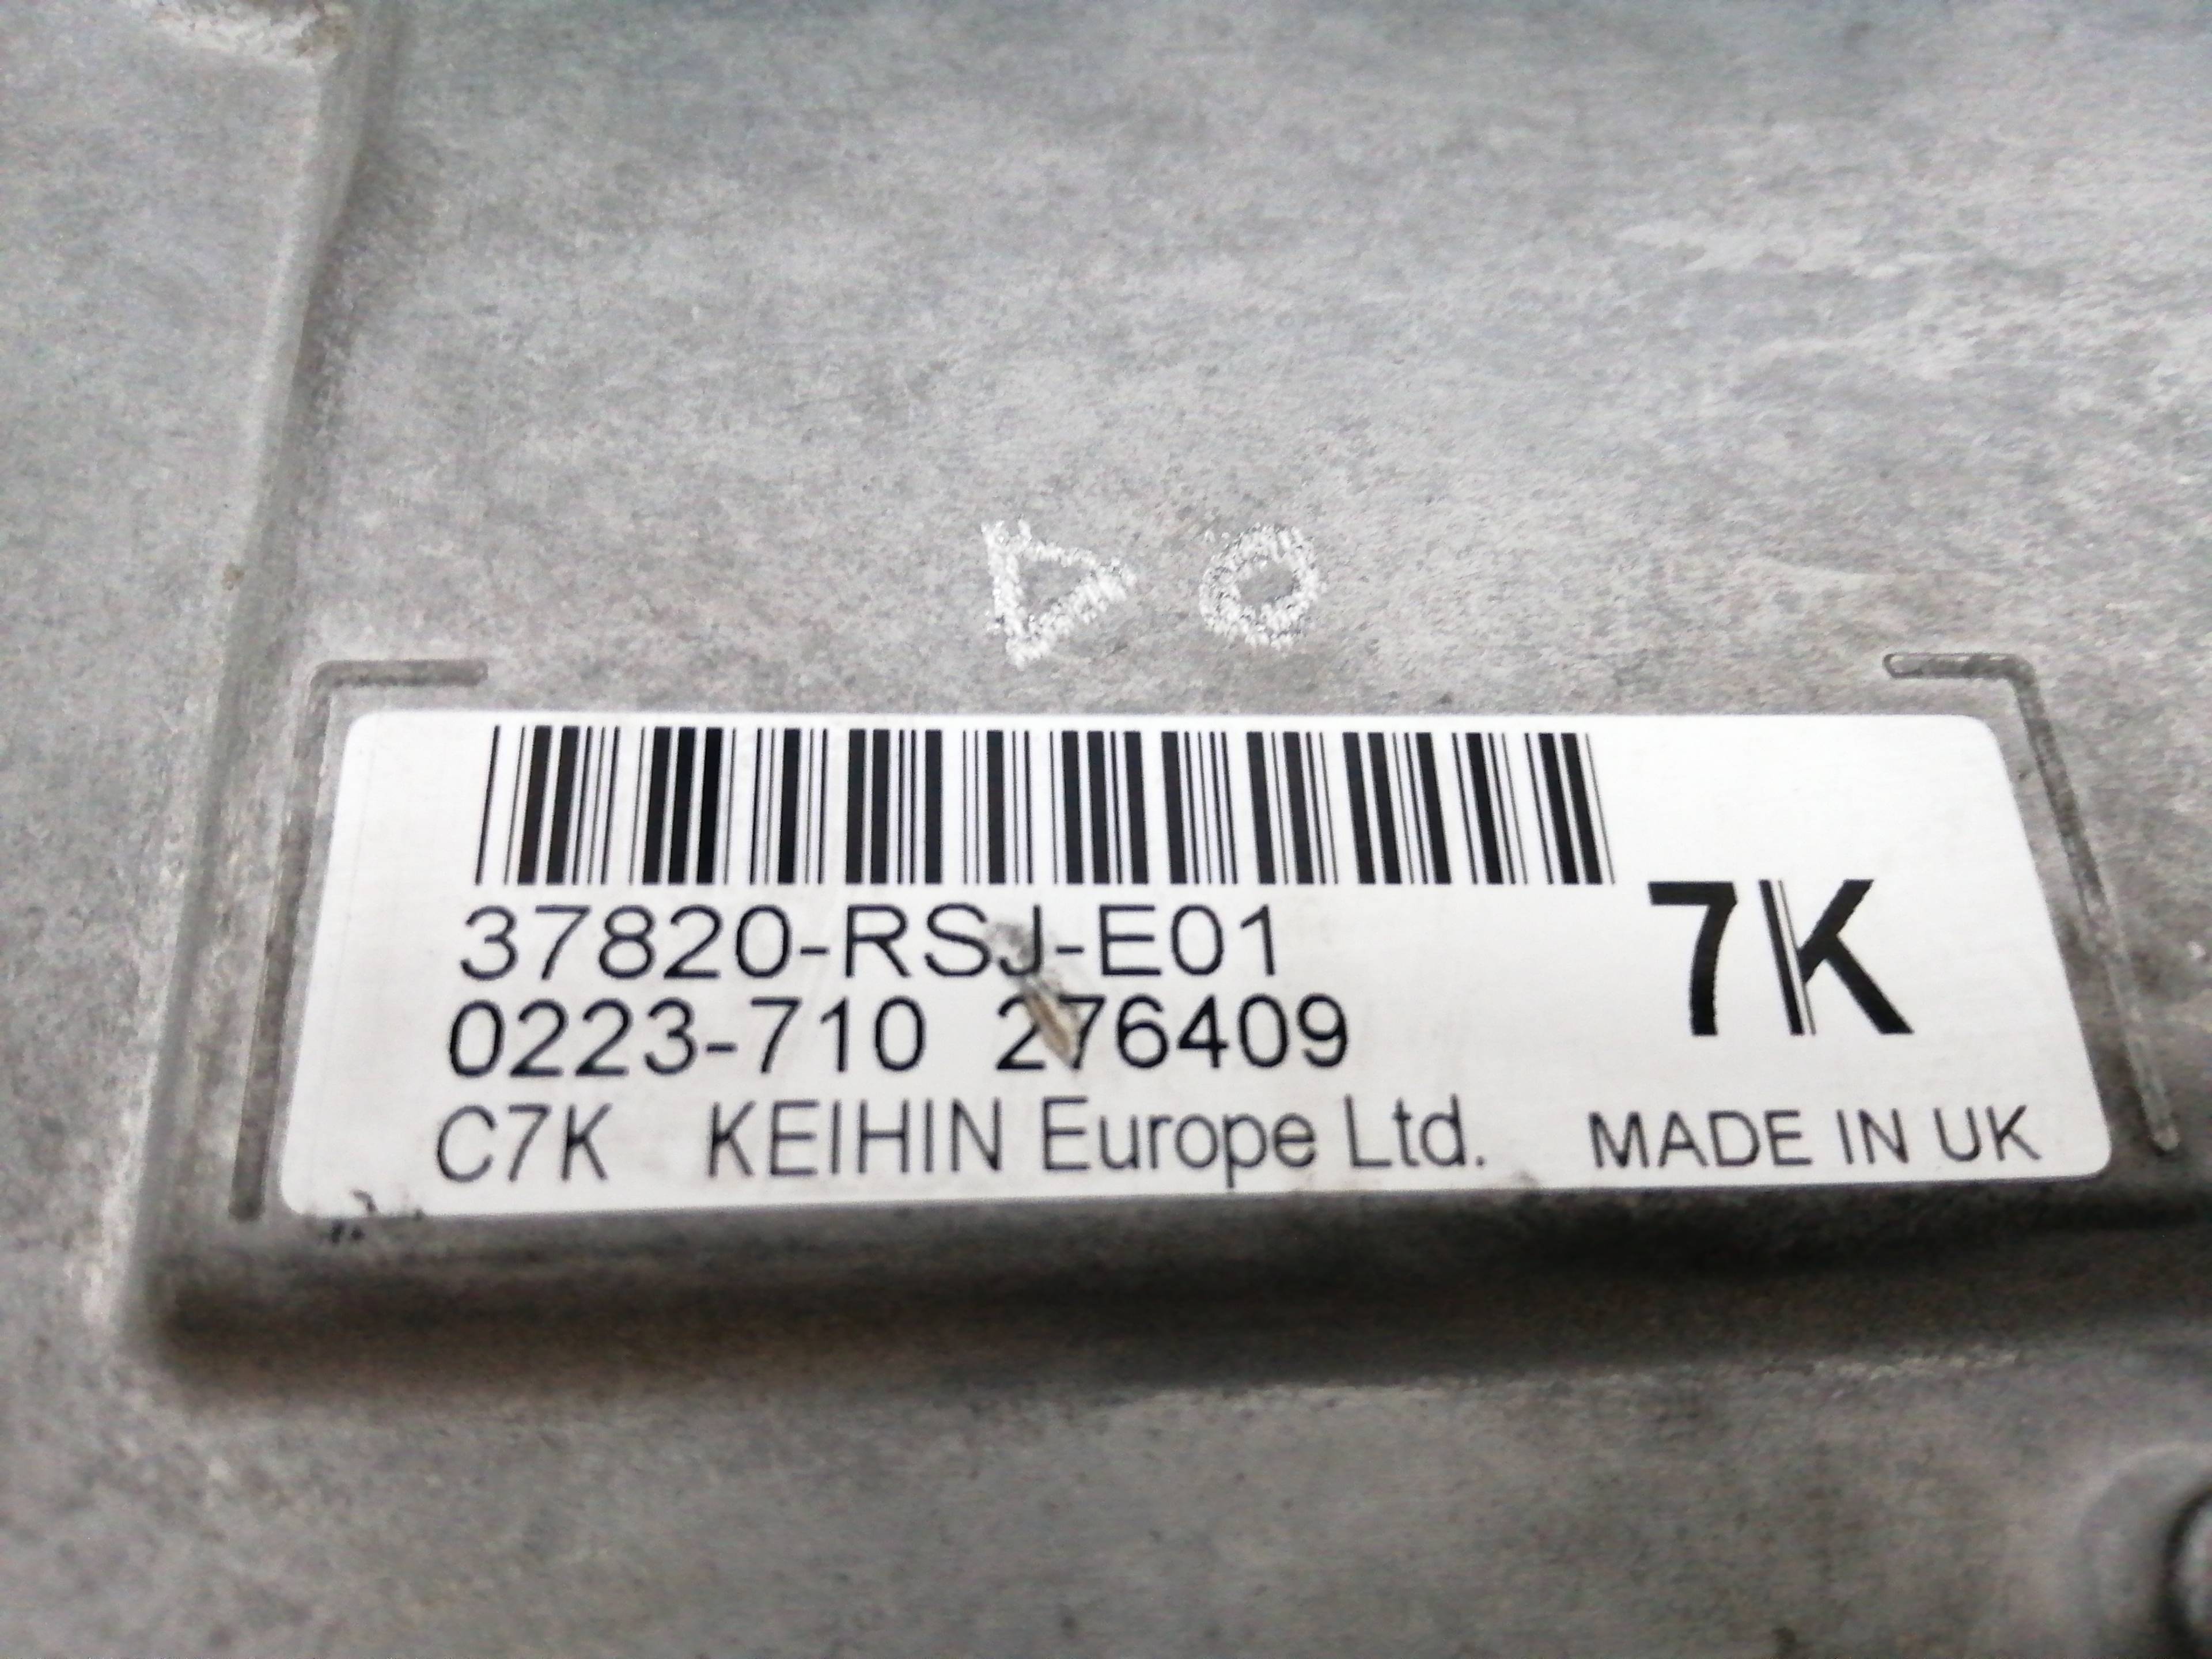 37820-RSJ-E01
7K
0223-710 276409
C7K KEIHIN Europe Ltd. MADE IN UK